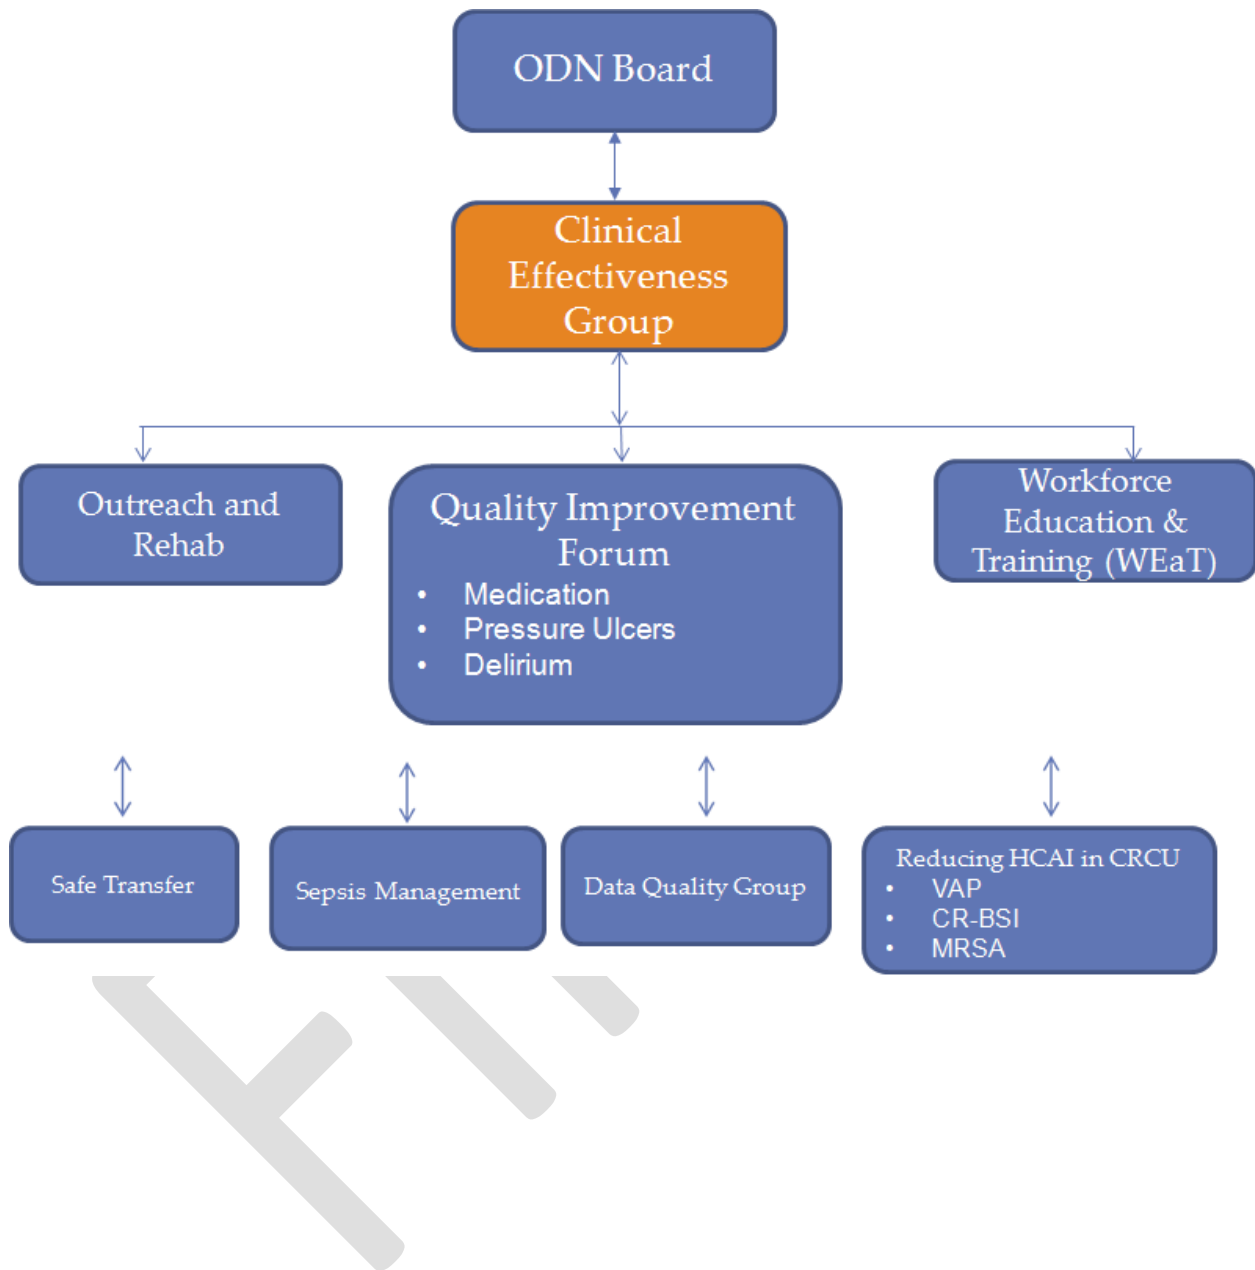 ODN Board
Clinical
Effectiveness
Group
Outreach and
Rehab
Quality Improvement
Forum
• Medication
• Pressure Ulcers
• Delirium
Workforce
Education &
Training (WEaT)
Safe Transfer
Sepsis Management
Data Quality Group
Reducing HCAI in CRCU
• VAP
• CR-BSI
• MRSA